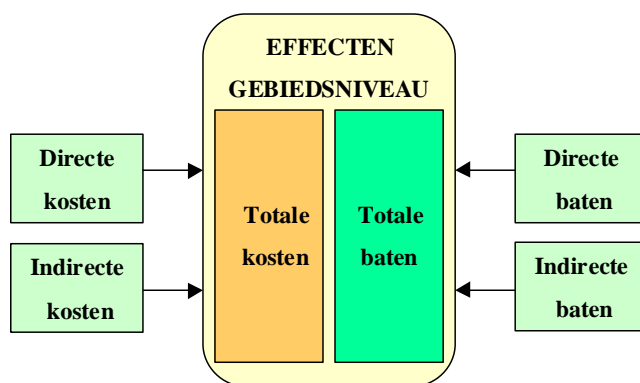 EFFECTEN
GEBIEDSNIVEAU
Directe
kosten
Indirecte
kosten
Totale
kosten
Totale
baten
Directe
baten
Indirecte
baten